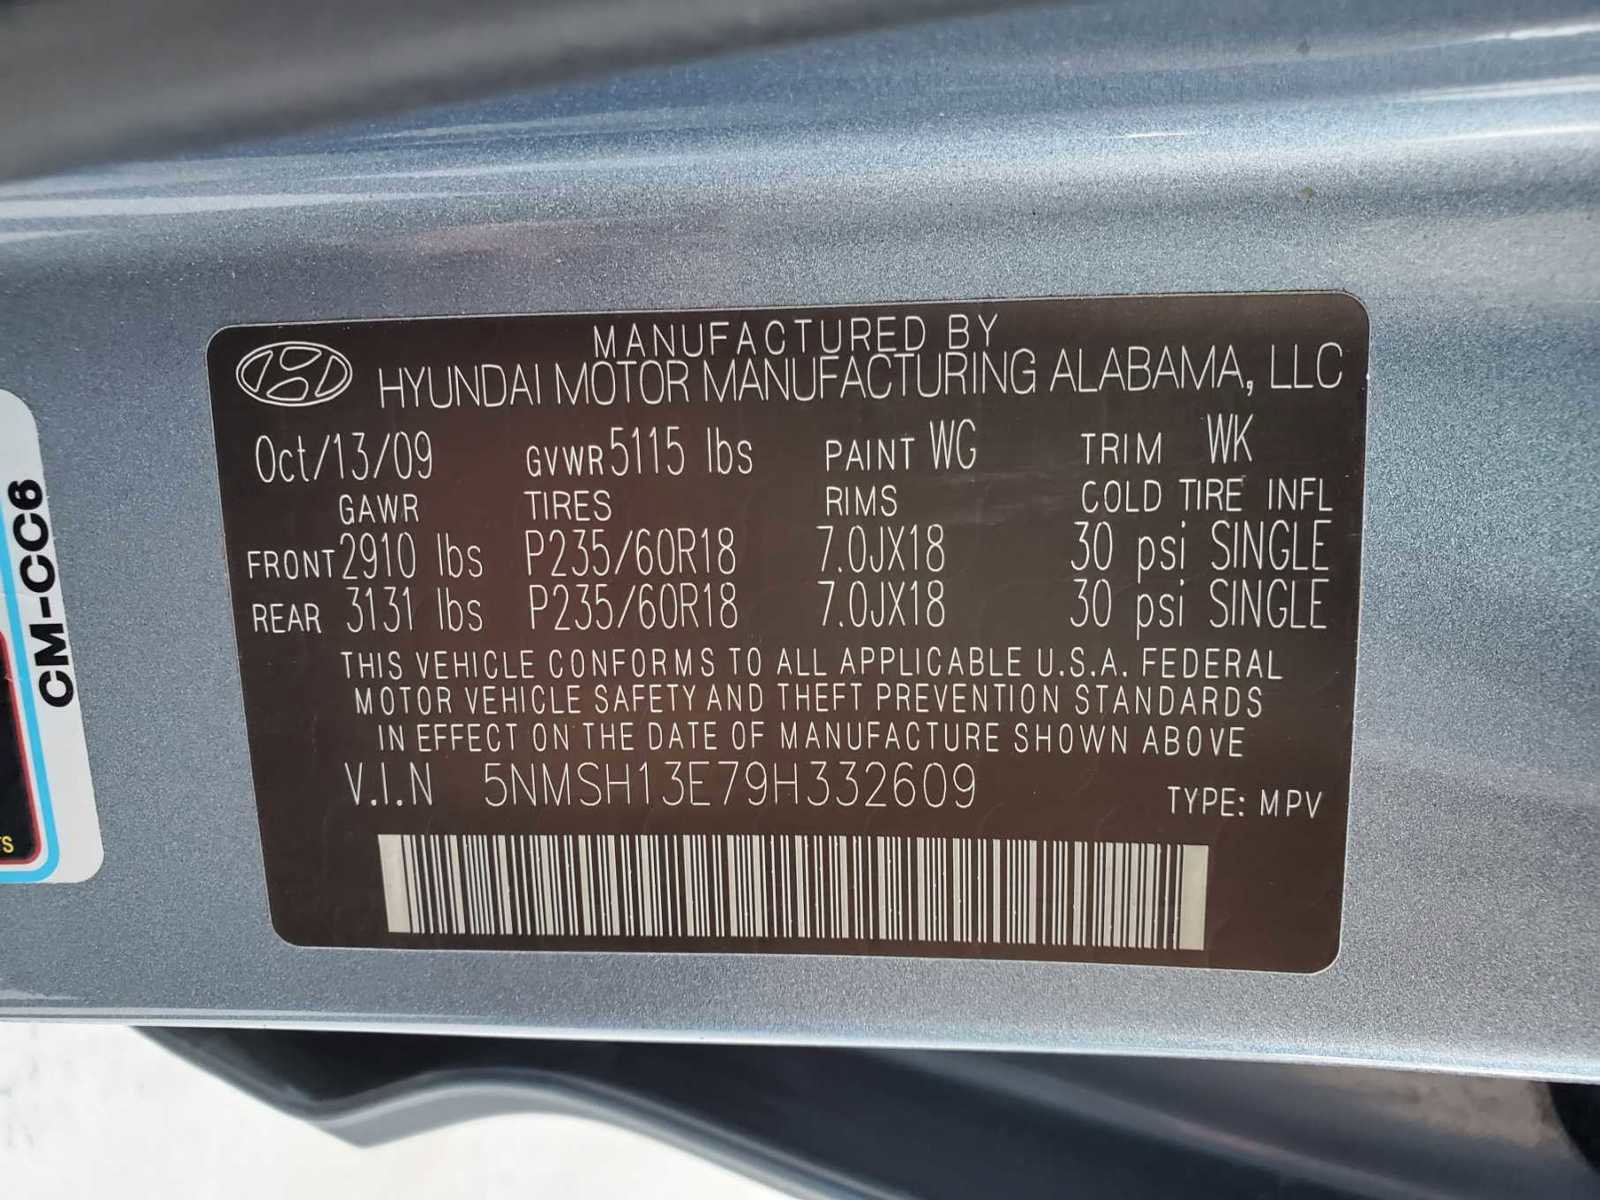 MANUFACTURED BY
HYUNDAI MOTOR MANUFACTURING ALABAMA, LLC
Oct/13/09 GVWR 5115 lbs PAINT WG TRIM WK
GAWR TIRES RIMS COLD TIRE INFL
FRONT 2910 lbs P235/60R18 7.0JX18 30 psi SINGLE
REAR 3131 lbs P235/60R18 7.0JX18 30 psi SINGLE
THIS VEHICLE CONFORMS TO ALL APPLICABLE U.S.A. FEDERAL
MOTOR VEHICLE SAFETY AND THEFT PREVENTION STANDARDS
IN EFFECT ON THE DATE OF MANUFACTURE SHOWN ABOVE
V.I.N 5NMSH13E79H332609 TYPE: MPV
CM-CC6